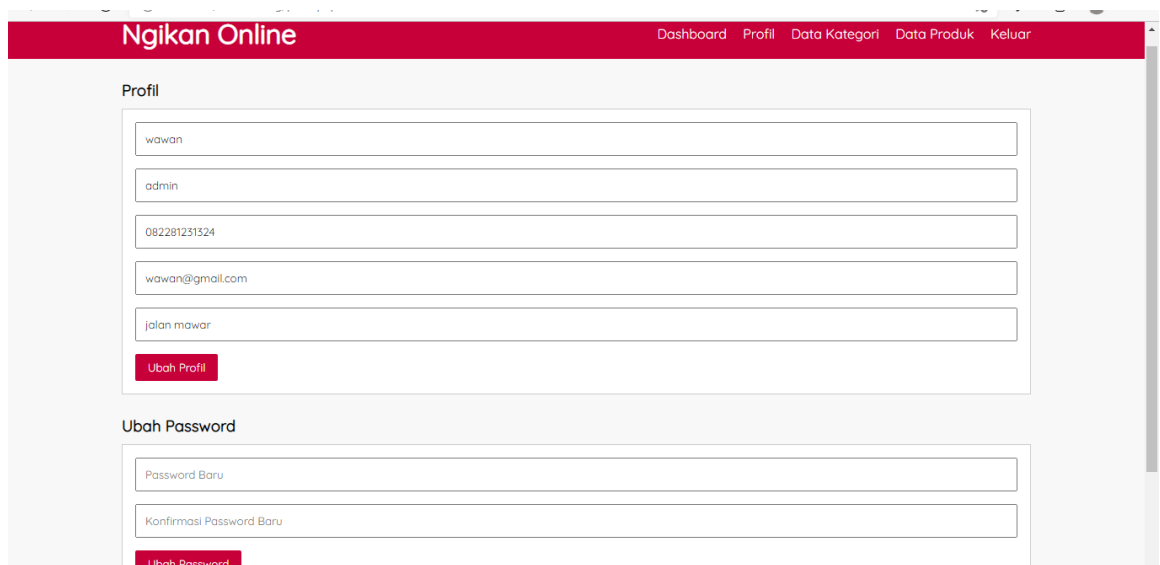 Ngikan Online
Dashboard Profil Data Kategori Data Produk Keluar
Profil
wawan
admin
082281231324
wawan@gmail.com
jalan mawar
Ubah Profil
Ubah Password
Password Baru
Konfirmasi Password Baru
Ubah Password